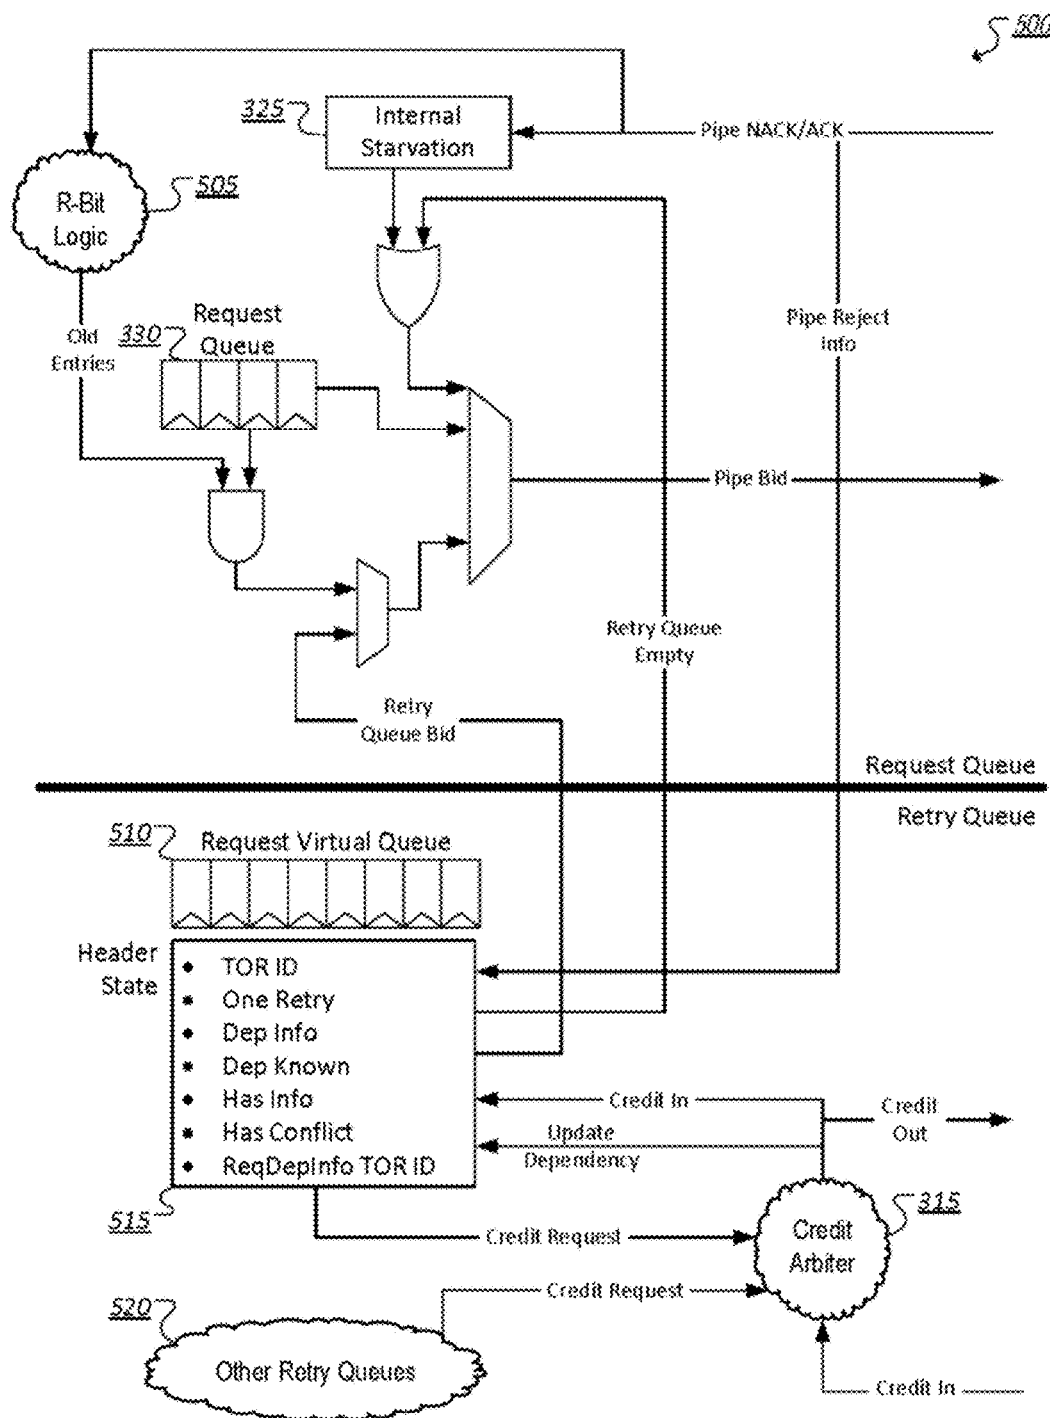 500
325
Internal
Starvation
Pipe NACK/ACK
505
R-Bit
Logic
Old
Entries
330
Request
Queue
Pipe Reject
Info
Pipe Bid
Retry Queue
Empty
Retry
Queue Bid
Request Queue
Retry Queue
510
Request Virtual Queue
Header
State
• TOR ID
• One Retry
• Dep Info
• Dep Known
• Has Info
• Has Conflict
• ReqDepInfo TOR ID
515
Credit In
Credit
Out
Update
Dependency
315
Credit
Arbiter
Credit Request
Credit Request
520
Other Retry Queues
Credit In